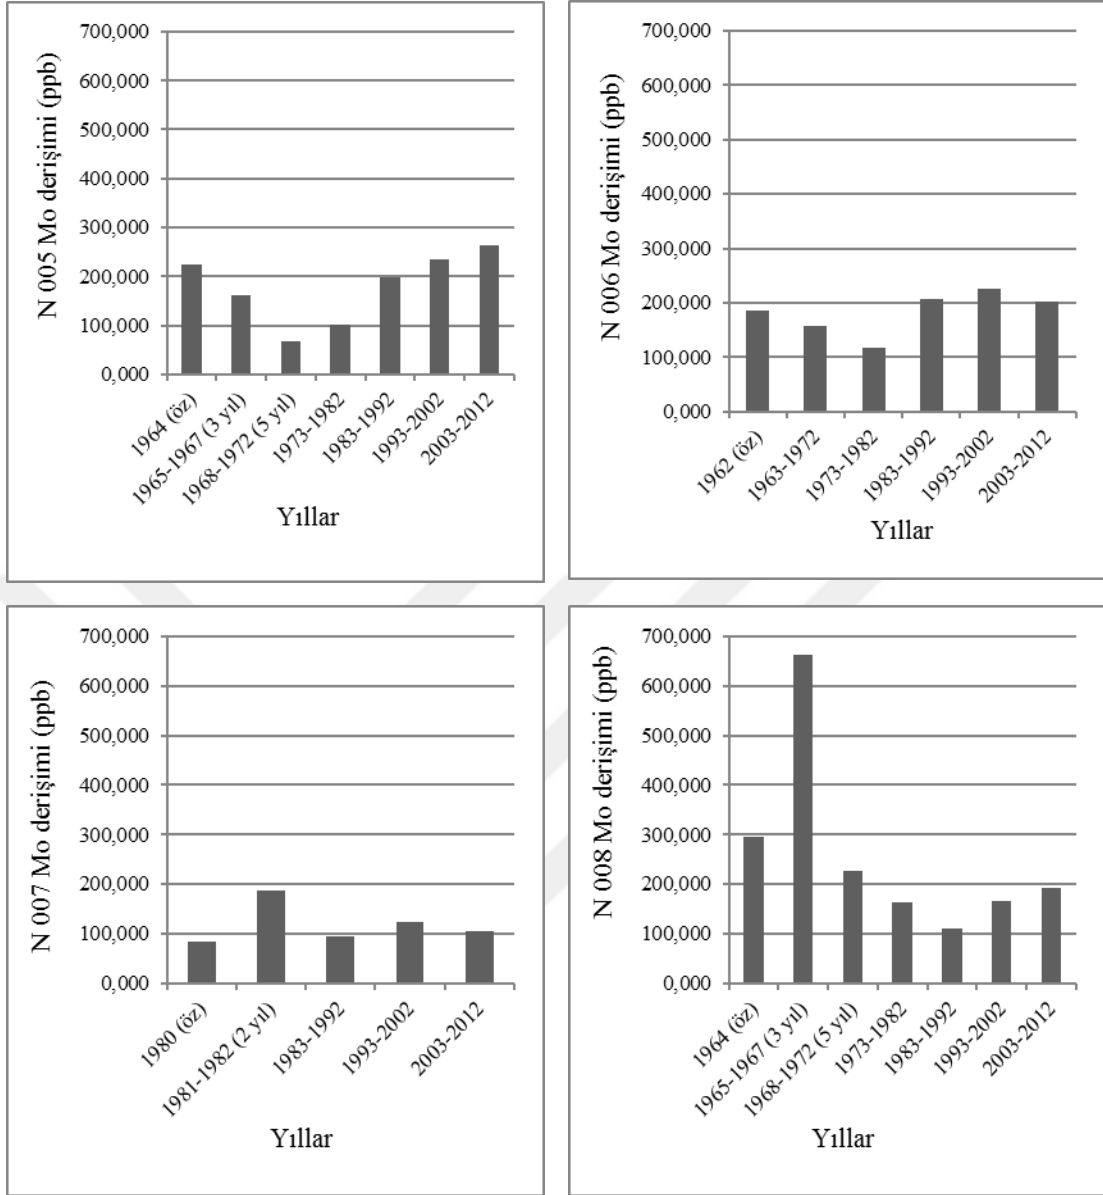 N 005 Mo derişimi (ppb)
700,000
600,000
500,000
400,000
300,000
200,000
100,000
0,000
1964 (öz)
1965-1967 (3 yıl)
1968-1972 (5 yıl)
1973-1982
1983-1992
1993-2002
2003-2012
Yıllar
N 006 Mo derişimi (ppb)
700,000
600,000
500,000
400,000
300,000
200,000
100,000
0,000
1962 (öz)
1963-1972
1973-1982
1983-1992
1993-2002
2003-2012
Yıllar
N 007 Mo derişimi (ppb)
700,000
600,000
500,000
400,000
300,000
200,000
100,000
0,000
1980 (öz)
1981-1982 (2 yıl)
1983-1992
1993-2002
2003-2012
Yıllar
N 008 Mo derişimi (ppb)
700,000
600,000
500,000
400,000
300,000
200,000
100,000
0,000
1964 (öz)
1965-1967 (3 yıl)
1968-1972 (5 yıl)
1973-1982
1983-1992
1993-2002
2003-2012
Yıllar